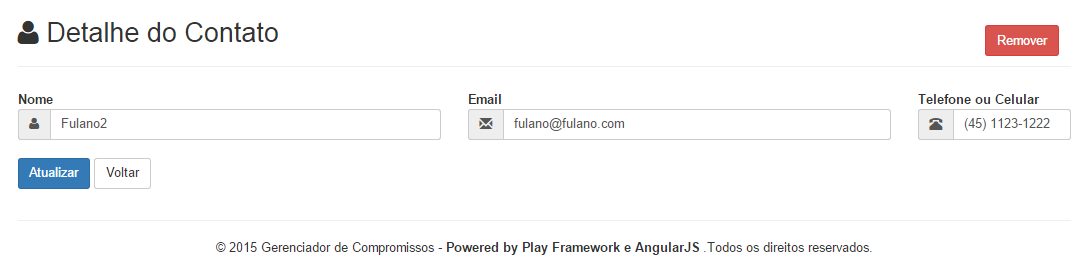 Detalhe do Contato
Remover
Nome
Email
Telefone ou Celular
Fulano2
fulano@fulano.com
(45) 1123-1222
Atualizar
Voltar
© 2015 Gerenciador de Compromissos - Powered by Play Framework e AngularJS .Todos os direitos reservados.